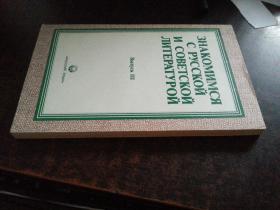 ЗНАКОМИМСЯ
С РУССКОЙ
И СОВЕТСКОЙ
ЛИТЕРАТУРОЙ
Выпуск III